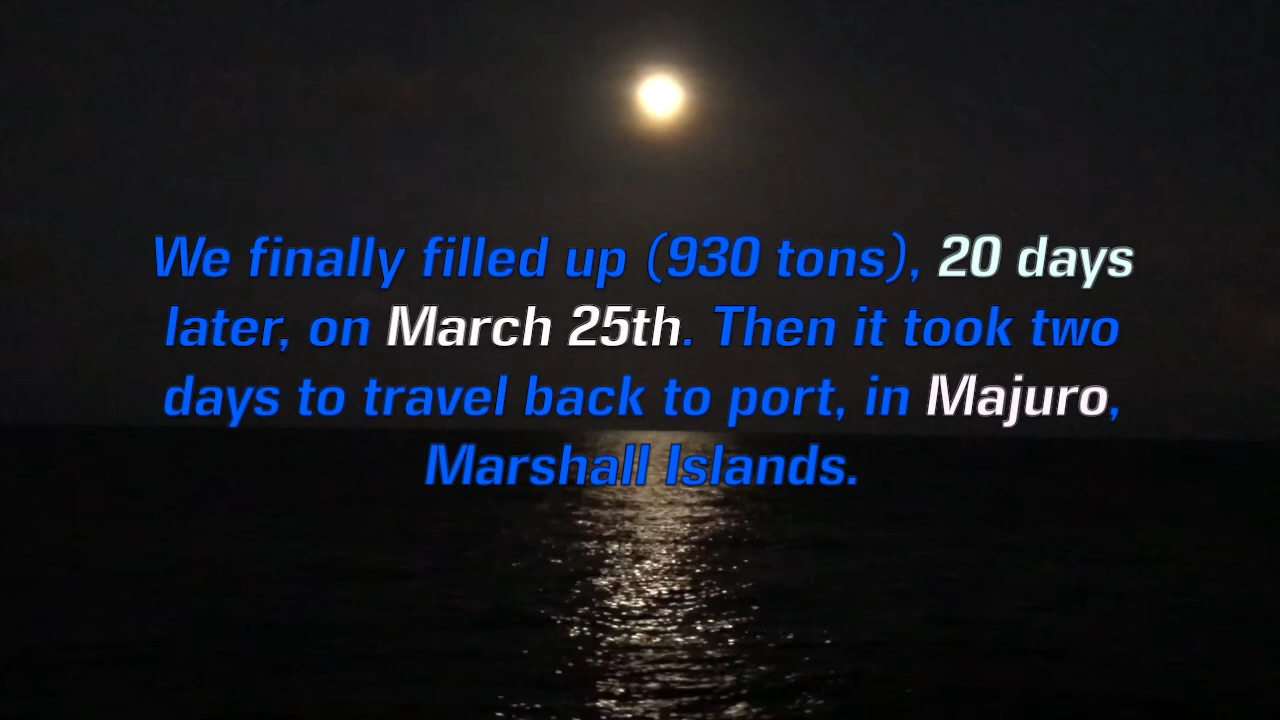 We finally filled up (930 tons), 20 days
later, on March 25th. Then it took two
days to travel back to port, in Majuro,
Marshall Islands.